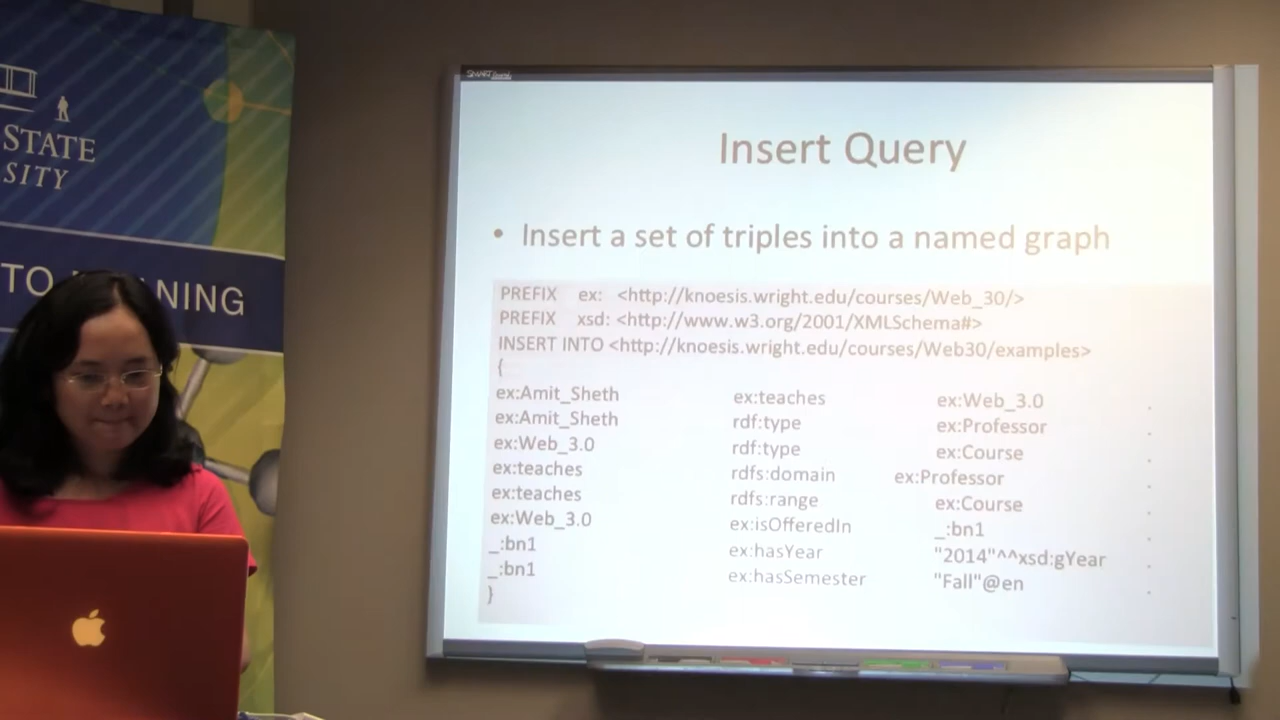 STATE
SITY
TO
NING
SMART Board
Insert Query
• Insert a set of triples into a named graph
PREFIX ex: <http://knoesis.wright.edu/courses/Web_30/>
PREFIX xsd: <http://www.w3.org/2001/XMLSchema#>
INSERT INTO <http://knoesis.wright.edu/courses/Web30/examples>
{
ex:Amit_Sheth ex:teaches ex:Web_3.0 .
ex:Amit_Sheth rdf:type ex:Professor .
ex:Web_3.0 rdf:type ex:Course .
ex:teaches rdfs:domain ex:Professor .
ex:teaches rdfs:range ex:Course .
ex:Web_3.0 ex:isOfferedIn _:bn1 .
_:bn1 ex:hasYear "2014"^^xsd:gYear .
_:bn1 ex:hasSemester "Fall"@en .
}